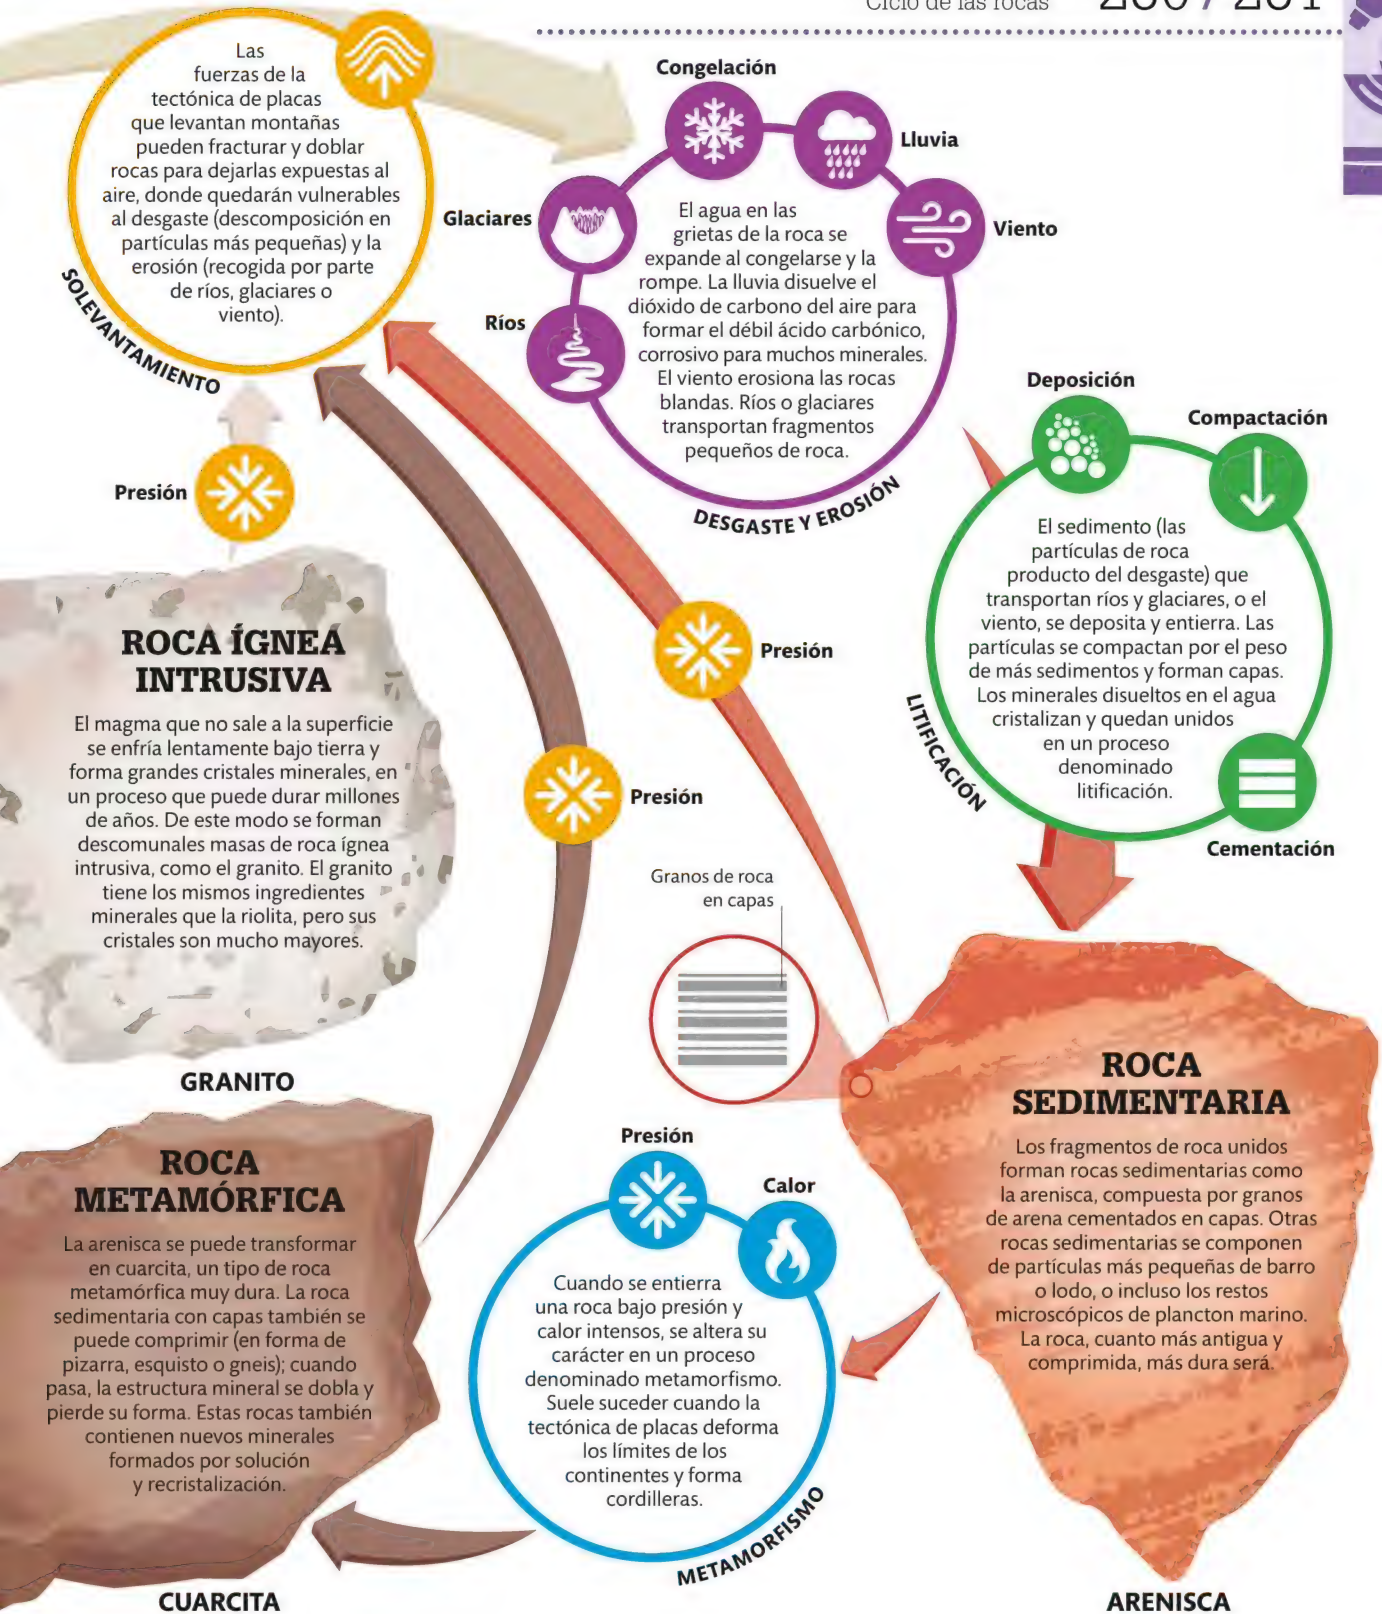 Ciclo de las rocas
Las
fuerzas de la
tectónica de placas
que levantan montañas
pueden fracturar y doblar
rocas para dejarlas expuestas al
aire, donde quedarán vulnerables
al desgaste (descomposición en
partículas más pequeñas) y la
erosión (recogida por parte
de ríos, glaciares o
viento).
SOLEVANTAMIENTO
Congelación
Lluvia
Glaciares
Viento
Ríos
El agua en las
grietas de la roca se
expande al congelarse y la
rompe. La lluvia disuelve el
dióxido de carbono del aire para
formar el débil ácido carbónico,
corrosivo para muchos minerales.
El viento erosiona las rocas
blandas. Ríos o glaciares
transportan fragmentos
pequeños de roca.
DESGASTE Y EROSIÓN
Deposición
Compactación
El sedimento (las
partículas de roca
producto del desgaste) que
transportan ríos y glaciares, o el
viento, se deposita y entierra. Las
partículas se compactan por el peso
de más sedimentos y forman capas.
Los minerales disueltos en el agua
cristalizan y quedan unidos
en un proceso
denominado
litificación.
LITIFICACIÓN
Cementación
Presión
ROCA ÍGNEA
INTRUSIVA
El magma que no sale a la superficie
se enfría lentamente bajo tierra y
forma grandes cristales minerales, en
un proceso que puede durar millones
de años. De este modo se forman
descomunales masas de roca ígnea
intrusiva, como el granito. El granito
tiene los mismos ingredientes
minerales que la riolita, pero sus
cristales son mucho mayores.
GRANITO
Presión
Presión
Granos de roca
en capas
ROCA
SEDIMENTARIA
Los fragmentos de roca unidos
forman rocas sedimentarias como
la arenisca, compuesta por granos
de arena cementados en capas. Otras
rocas sedimentarias se componen
de partículas más pequeñas de barro
o lodo, o incluso los restos
microscópicos de plancton marino.
La roca, cuanto más antigua y
comprimida, más dura será.
ARENISCA
Presión
Calor
Cuando se entierra
una roca bajo presión y
calor intensos, se altera su
carácter en un proceso
denominado metamorfismo.
Suele suceder cuando la
tectónica de placas deforma
los límites de los
continentes y forma
cordilleras.
METAMORFISMO
ROCA
METAMÓRFICA
La arenisca se puede transformar
en cuarcita, un tipo de roca
metamórfica muy dura. La roca
sedimentaria con capas también se
puede comprimir (en forma de
pizarra, esquisto o gneis); cuando
pasa, la estructura mineral se dobla y
pierde su forma. Estas rocas también
contienen nuevos minerales
formados por solución
y recristalización.
CUARCITA